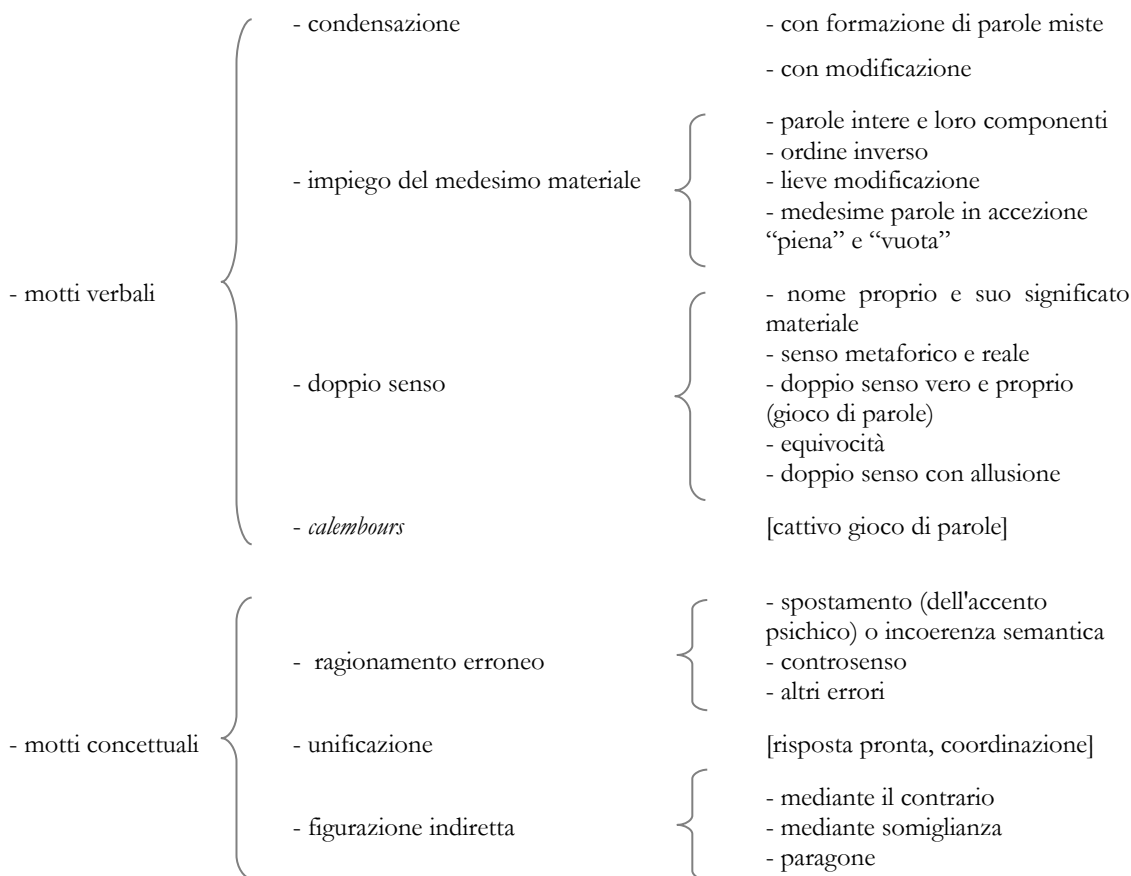 - motti verbali
- condensazione
- con formazione di parole miste
- con modificazione
- impiego del medesimo materiale
- parole intere e loro componenti
- ordine inverso
- lieve modificazione
- medesime parole in accezione
“piena” e “vuota”
- doppio senso
- nome proprio e suo significato
materiale
- senso metaforico e reale
- doppio senso vero e proprio
(gioco di parole)
- equivocità
- doppio senso con allusione
- calembours
[cattivo gioco di parole]
- motti concettuali
- ragionamento erroneo
- spostamento (dell'accento
psichico) o incoerenza semantica
- controsenso
- altri errori
- unificazione
[risposta pronta, coordinazione]
- figurazione indiretta
- mediante il contrario
- mediante somiglianza
- paragone